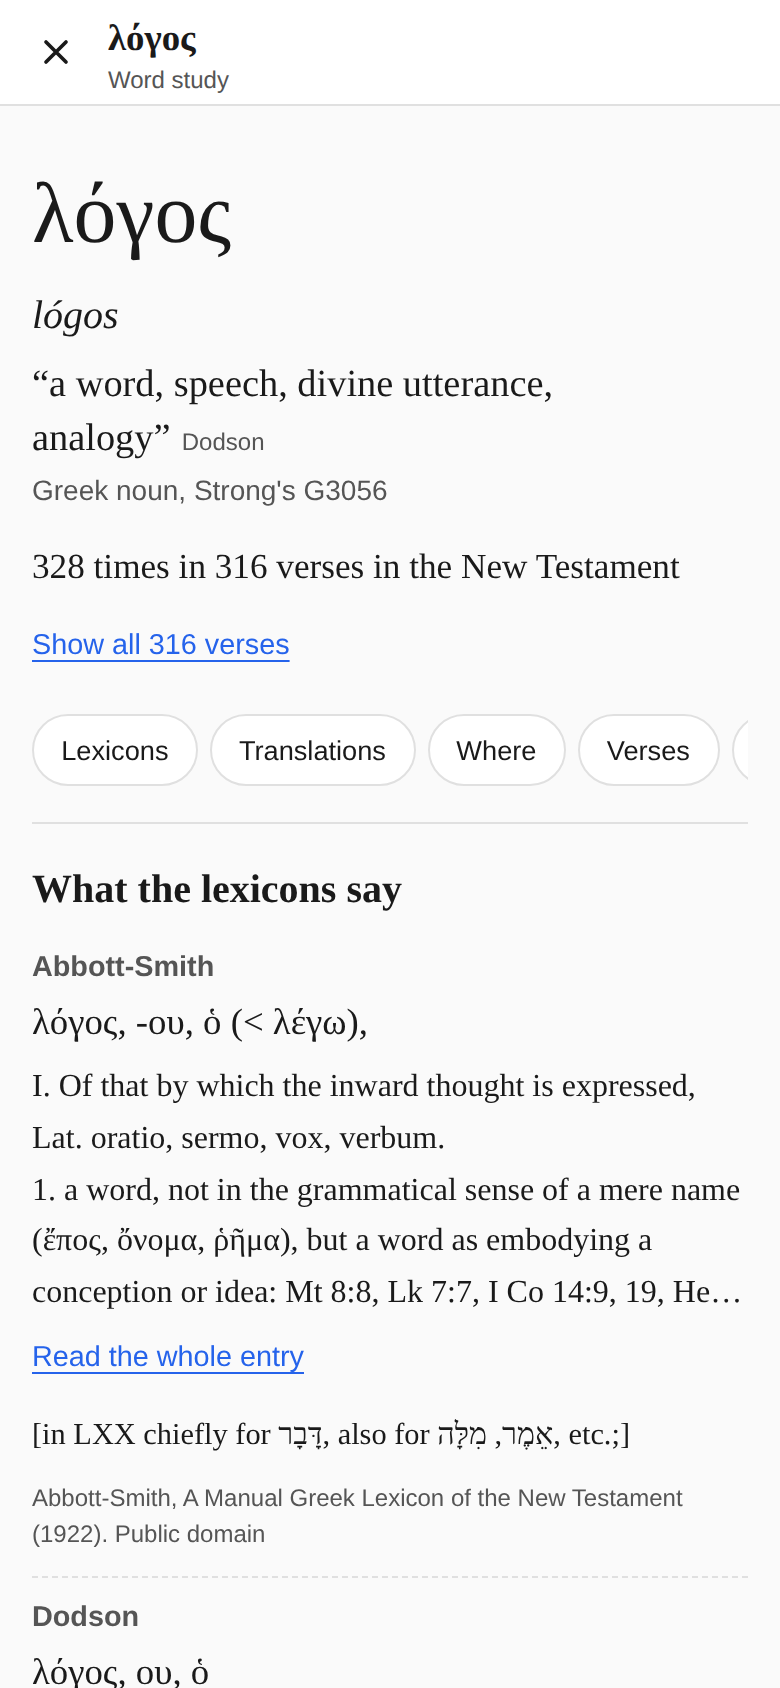 λόγος
Word study
λόγος
lógos
“a word, speech, divine utterance,
analogy” Dodson
Greek noun, Strong's G3056
328 times in 316 verses in the New Testament
Show all 316 verses
Lexicons Translations Where Verses
What the lexicons say
Abbott-Smith
λόγος, -ου, ὁ (< λέγω),
I. Of that by which the inward thought is expressed,
Lat. oratio, sermo, vox, verbum.
1. a word, not in the grammatical sense of a mere name
(ἔπος, ὄνομα, ῥῆμα), but a word as embodying a
conception or idea: Mt 8:8, Lk 7:7, I Co 14:9, 19, He…
Read the whole entry
[in LXX chiefly for דָּבָר, also for אֵמֶר, מִלָּה, etc.;]
Abbott-Smith, A Manual Greek Lexicon of the New Testament
(1922). Public domain
Dodson
λόγος, ου, ὁ